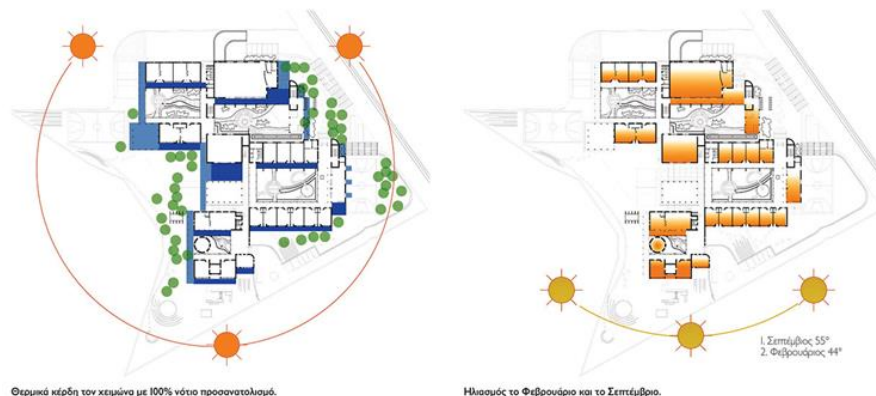 1. Σεπτέμβιος 55°
2. Φεβρουάριος 44°
Θερμικά κέρδη τον χειμώνα με 100% νότιο προσανατολισμό.
Ηλιασμός το Φεβρουάριο και το Σεπτέμβριο.